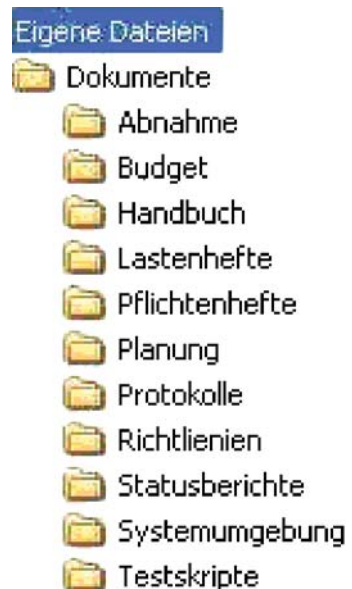 Eigene Dateien
Dokumente
Abnahme
Budget
Handbuch
Lastenhefte
Pflichtenhefte
Planung
Protokolle
Richtlienien
Statusberichte
Systemumgebung
Testskripte